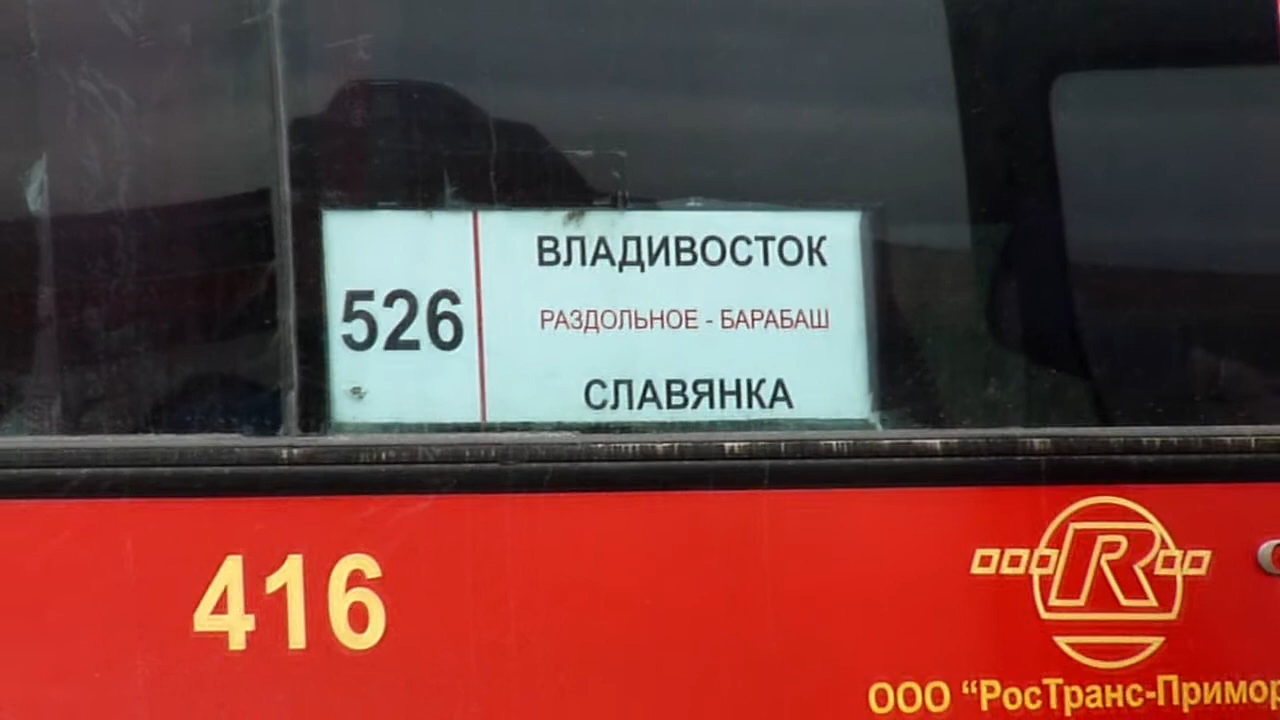 526
ВЛАДИВОСТОК
РАЗДОЛЬНОЕ - БАРАБАШ
СЛАВЯНКА
416
R
ООО “РосТранс-Примор